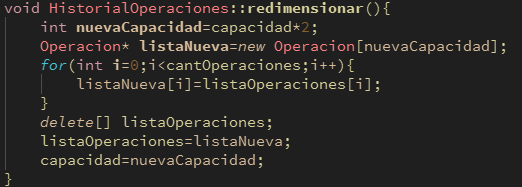 void HistorialOperaciones::redimensionar(){
    int nuevaCapacidad=capacidad*2;
    Operacion* listaNueva=new Operacion[nuevaCapacidad];
    for(int i=0;i<cantOperaciones;i++){
        listaNueva[i]=listaOperaciones[i];
    }
    delete[] listaOperaciones;
    listaOperaciones=listaNueva;
    capacidad=nuevaCapacidad;
}